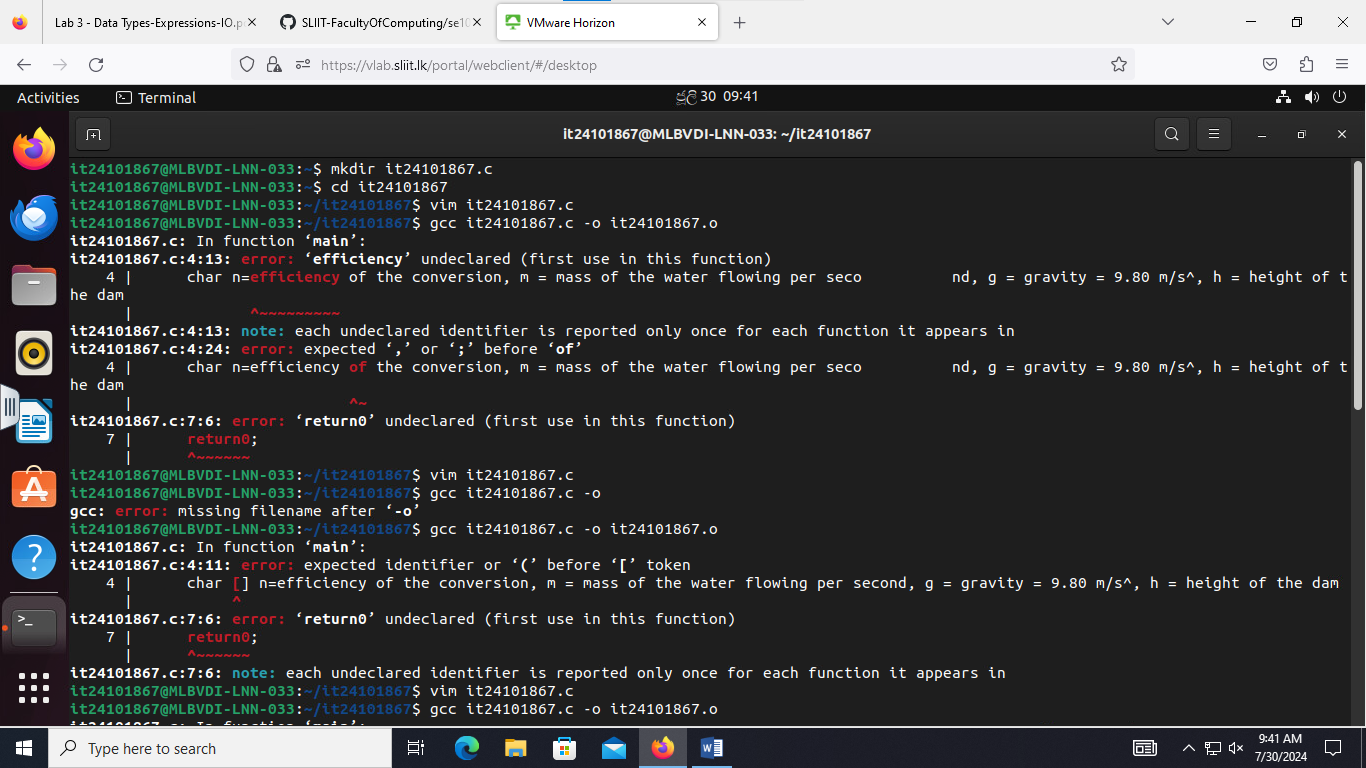 Lab 3 - Data Types-Expressions-IO.p
SLIIT-FacultyOfComputing/se10
VMware Horizon
https://vlab.sliit.lk/portal/webclient/#/desktop
Activities
Terminal
ජූලි 30 09:41
it24101867@MLBVDI-LNN-033: ~/it24101867
it24101867@MLBVDI-LNN-033:~$ mkdir it24101867.c
it24101867@MLBVDI-LNN-033:~$ cd it24101867
it24101867@MLBVDI-LNN-033:~/it24101867$ vim it24101867.c
it24101867@MLBVDI-LNN-033:~/it24101867$ gcc it24101867.c -o it24101867.o
it24101867.c: In function ‘main’:
it24101867.c:4:13: error: ‘efficiency’ undeclared (first use in this function)
4 | char n=efficiency of the conversion, m = mass of the water flowing per seco nd, g = gravity = 9.80 m/s^, h = height of t
he dam
| ^~~~~~~~~~
it24101867.c:4:13: note: each undeclared identifier is reported only once for each function it appears in
it24101867.c:4:24: error: expected ‘,’ or ‘;’ before ‘of’
4 | char n=efficiency of the conversion, m = mass of the water flowing per seco nd, g = gravity = 9.80 m/s^, h = height of t
he dam
| ^~
it24101867.c:7:6: error: ‘return0’ undeclared (first use in this function)
7 | return0;
| ^~~~~~~
it24101867@MLBVDI-LNN-033:~/it24101867$ vim it24101867.c
it24101867@MLBVDI-LNN-033:~/it24101867$ gcc it24101867.c -o
gcc: error: missing filename after ‘-o’
it24101867@MLBVDI-LNN-033:~/it24101867$ gcc it24101867.c -o it24101867.o
it24101867.c: In function ‘main’:
it24101867.c:4:11: error: expected identifier or ‘(’ before ‘[’ token
4 | char [] n=efficiency of the conversion, m = mass of the water flowing per second, g = gravity = 9.80 m/s^, h = height of the dam
| ^
it24101867.c:7:6: error: ‘return0’ undeclared (first use in this function)
7 | return0;
| ^~~~~~~
it24101867.c:7:6: note: each undeclared identifier is reported only once for each function it appears in
it24101867@MLBVDI-LNN-033:~/it24101867$ vim it24101867.c
it24101867@MLBVDI-LNN-033:~/it24101867$ gcc it24101867.c -o it24101867.o
Type here to search
9:41 AM
7/30/2024